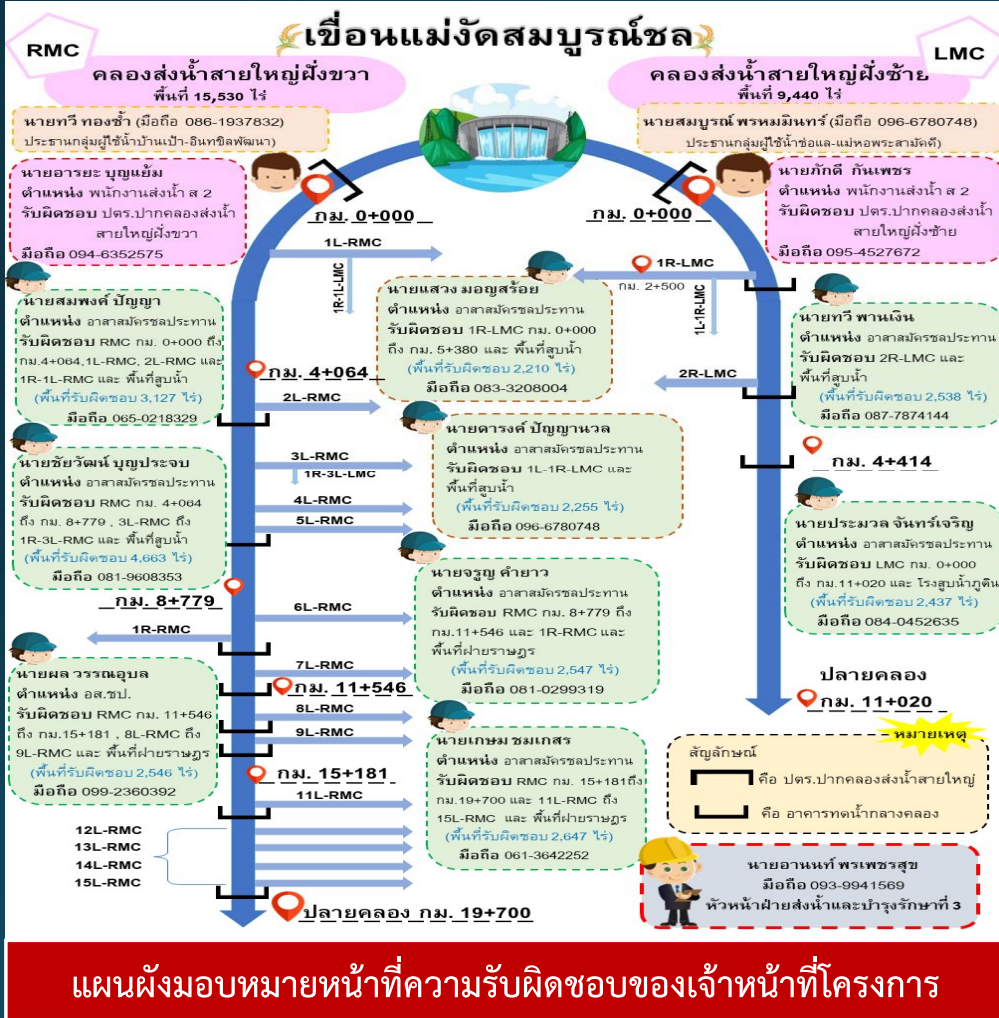 เขื่อนแม่งัดสมบูรณ์ชล
RMC
คลองส่งน้ำสายใหญ่ฝั่งขวา
พื้นที่ 15,530 ไร่
LMC
คลองส่งน้ำสายใหญ่ฝั่งซ้าย
พื้นที่ 9,440 ไร่
นายทวี ทองซ้ำ (มือถือ 086-1937832)
ประธานกลุ่มผู้ใช้น้ำบ้านเป้า-อินทขิลพัฒนา)
นายสมบูรณ์ พรหมมินทร์ (มือถือ 096-6780748)
ประธานกลุ่มผู้ใช้น้ำช่อแล-แม่หอพระสามัคคี)
นายอารยะ บุญแย้ม
ตำแหน่ง พนักงานส่งน้ำ ส 2
รับผิดชอบ ปตร.ปากคลองส่งน้ำ
สายใหญ่ฝั่งขวา
มือถือ 094-6352575
นายภักดี กันเพชร
ตำแหน่ง พนักงานส่งน้ำ ส 2
รับผิดชอบ ปตร.ปากคลองส่งน้ำ
สายใหญ่ฝั่งซ้าย
มือถือ 095-4527672
กม. 0+000
กม. 0+000
1L-RMC
1R-1L-LMC
1R-LMC
กม. 2+500
1L-1R-LMC
นายสมพงค์ ปัญญา
ตำแหน่ง อาสาสมัครชลประทาน
รับผิดชอบ RMC กม. 0+000 ถึง
กม.4+064,1L-RMC, 2L-RMC และ
1R-1L-RMC และ พื้นที่สูบน้ำ
(พื้นที่รับผิดชอบ 3,127 ไร่)
มือถือ 065-0218329
นายแสวง มอญสร้อย
ตำแหน่ง อาสาสมัครชลประทาน
รับผิดชอบ 1R-LMC กม. 0+000
ถึง กม. 5+380 และ พื้นที่สูบน้ำ
(พื้นที่รับผิดชอบ 2,210 ไร่)
มือถือ 083-3208004
นายทวี พานเงิน
ตำแหน่ง อาสาสมัครชลประทาน
รับผิดชอบ 2R-LMC และ
พื้นที่สูบน้ำ
(พื้นที่รับผิดชอบ 2,538 ไร่)
มือถือ 087-7874144
กม. 4+064
2L-RMC
2R-LMC
นายชัยวัฒน์ บุญประจบ
ตำแหน่ง อาสาสมัครชลประทาน
รับผิดชอบ RMC กม. 4+064
ถึง กม. 8+779 , 3L-RMC ถึง
1R-3L-RMC และ พื้นที่สูบน้ำ
(พื้นที่รับผิดชอบ 4,663 ไร่)
มือถือ 081-9608353
3L-RMC
1R-3L-LMC
4L-RMC
5L-RMC
นายดารงค์ ปัญญานวล
ตำแหน่ง อาสาสมัครชลประทาน
รับผิดชอบ 1L-1R-LMC และ
พื้นที่สูบน้ำ
(พื้นที่รับผิดชอบ 2,255 ไร่)
มือถือ 096-6780748
กม. 4+414
นายประมวล จันทร์เจริญ
ตำแหน่ง อาสาสมัครชลประทาน
รับผิดชอบ LMC กม. 0+000
ถึง กม.11+020 และ โรงสูบน้ำภูดิน
(พื้นที่รับผิดชอบ 2,437 ไร่)
มือถือ 084-0452635
กม. 8+779
6L-RMC
1R-RMC
7L-RMC
นายจรูญ คำยาว
ตำแหน่ง อาสาสมัครชลประทาน
รับผิดชอบ RMC กม. 8+779 ถึง
กม.11+546 และ 1R-RMC และ
พื้นที่ฝายราษฎร
(พื้นที่รับผิดชอบ 2,547 ไร่)
มือถือ 081-0299319
นายผล วรรณอุบล
ตำแหน่ง อส.ชป.
รับผิดชอบ RMC กม. 11+546
ถึง กม.15+181 , 8L-RMC ถึง
9L-RMC และ พื้นที่ฝายราษฎร
(พื้นที่รับผิดชอบ 2,546 ไร่)
มือถือ 099-2360392
กม. 11+546
8L-RMC
9L-RMC
กม. 15+181
11L-RMC
12L-RMC
13L-RMC
14L-RMC
15L-RMC
นายเกษม ชมเกสร
ตำแหน่ง อาสาสมัครชลประทาน
รับผิดชอบ RMC กม. 15+181ถึง
กม.19+700 และ 11L-RMC ถึง
15L-RMC และ พื้นที่ฝายราษฎร
(พื้นที่รับผิดชอบ 2,647 ไร่)
มือถือ 061-3642252
ปลายคลอง
กม. 11+020
หมายเหตุ
สัญลักษณ์
คือ ปตร.ปากคลองส่งน้ำสายใหญ่
คือ อาคารทดน้ำกลางคลอง
นายอานนท์ พรเพชรสุข
มือถือ 093-9941569
หัวหน้าฝ่ายส่งน้ำและบำรุงรักษาที่ 3
ปลายคลอง กม. 19+700
แผนผังมอบหมายหน้าที่ความรับผิดชอบของเจ้าหน้าที่โครงการ